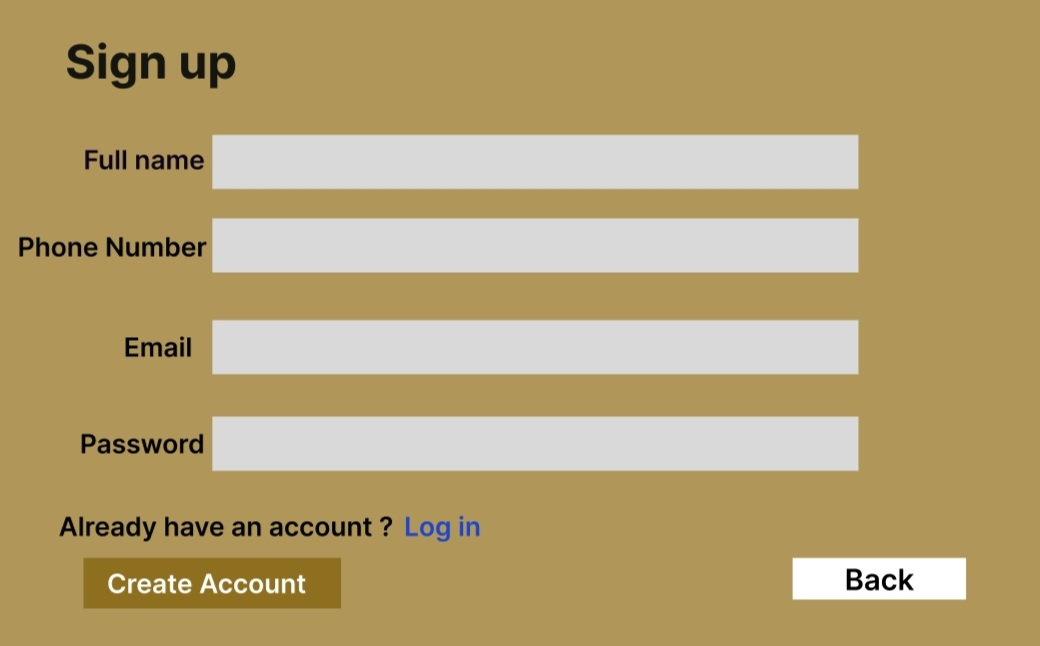 Sign up
Full name
Phone Number
Email
Password
Already have an account ? Log in
Create Account
Back